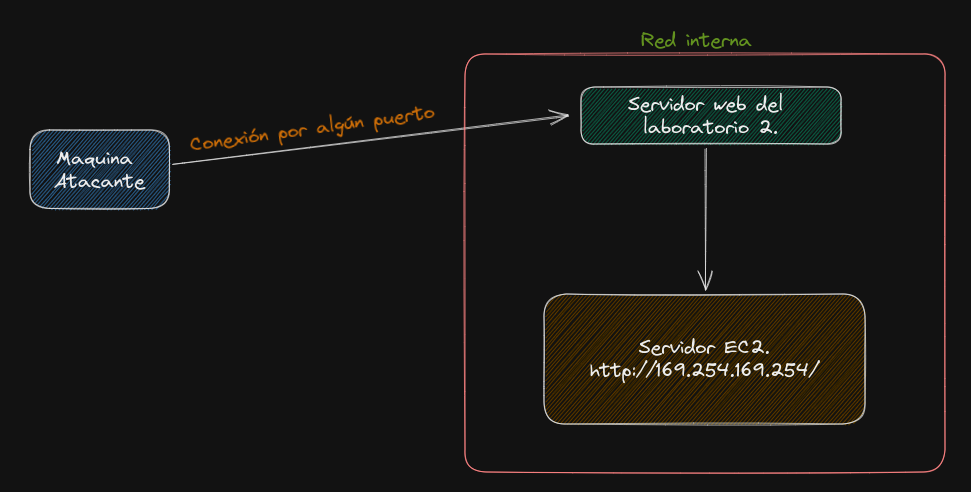 Red interna
Servidor web del
laboratorio 2.
Conexión por algún puerto
Maquina
Atacante
Servidor EC2.
http://169.254.169.254/